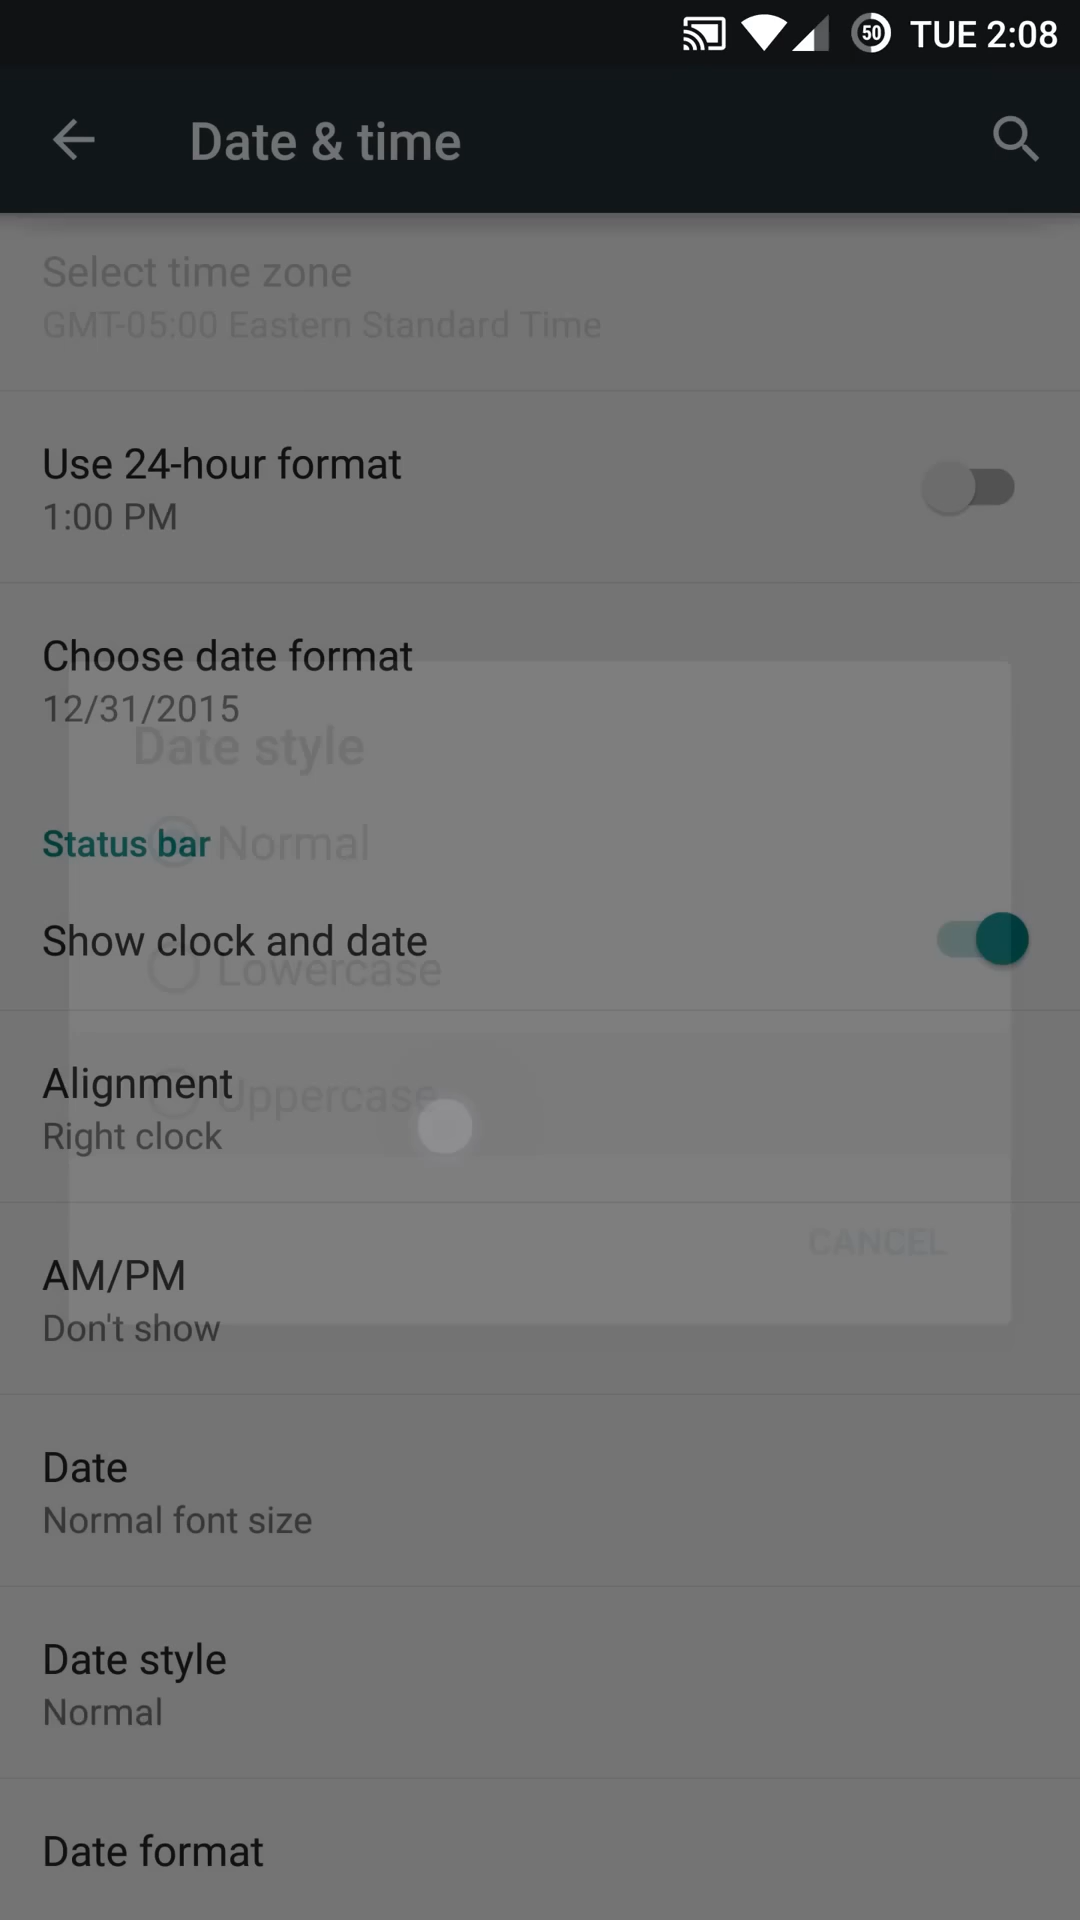 50 TUE 2:08
Date & time
Select time zone
GMT-05:00 Eastern Standard Time
Use 24-hour format
1:00 PM
Choose date format
12/31/2015
Date style
Status bar
Normal
Show clock and date
Lowercase
Alignment
Uppercase
Right clock
CANCEL
AM/PM
Don't show
Date
Normal font size
Date style
Normal
Date format